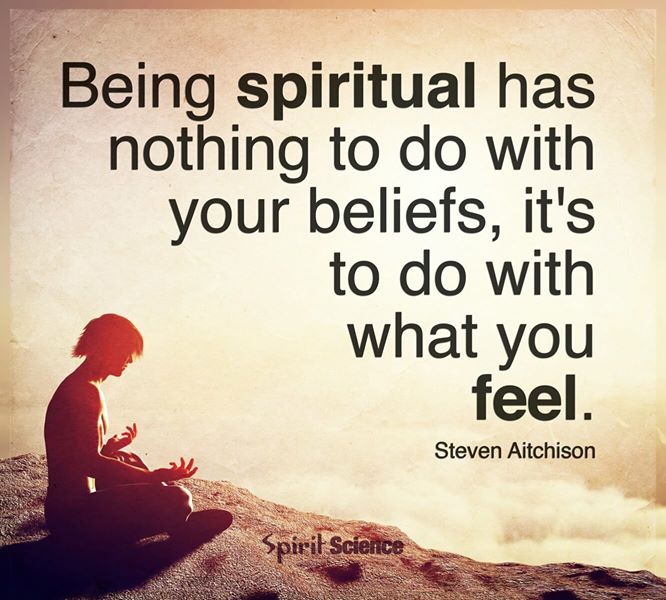 Being spiritual has
nothing to do with
your beliefs, it's
to do with
what you
feel.
Steven Aitchison
Spirit Science